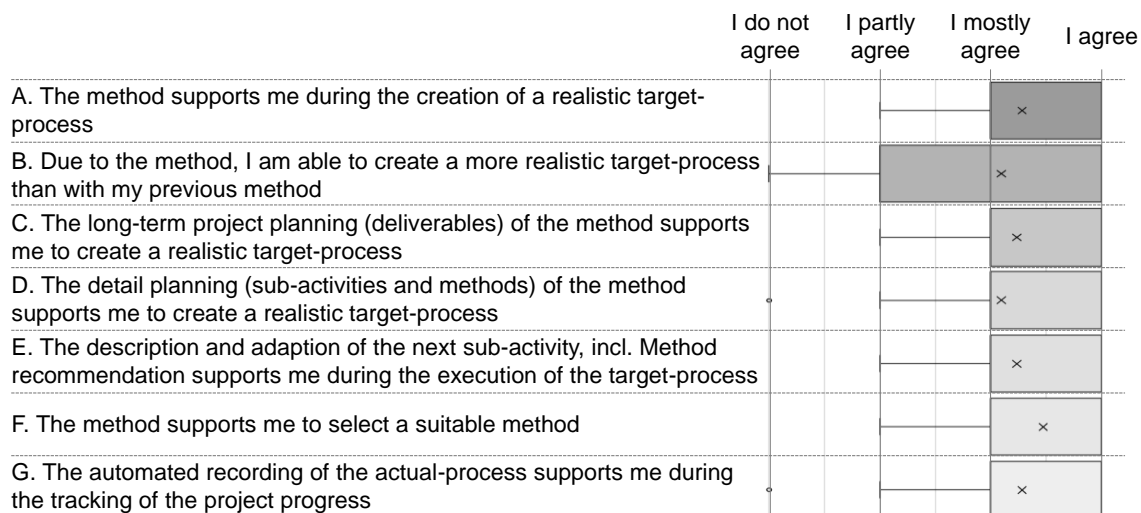 I do not
agree
I partly
agree
I mostly
agree
I agree
A. The method supports me during the creation of a realistic target-
process
B. Due to the method, I am able to create a more realistic target-process
than with my previous method
C. The long-term project planning (deliverables) of the method supports
me to create a realistic target-process
D. The detail planning (sub-activities and methods) of the method
supports me to create a realistic target-process
E. The description and adaption of the next sub-activity, incl. Method
recommendation supports me during the execution of the target-process
F. The method supports me to select a suitable method
G. The automated recording of the actual-process supports me during
the tracking of the project progress